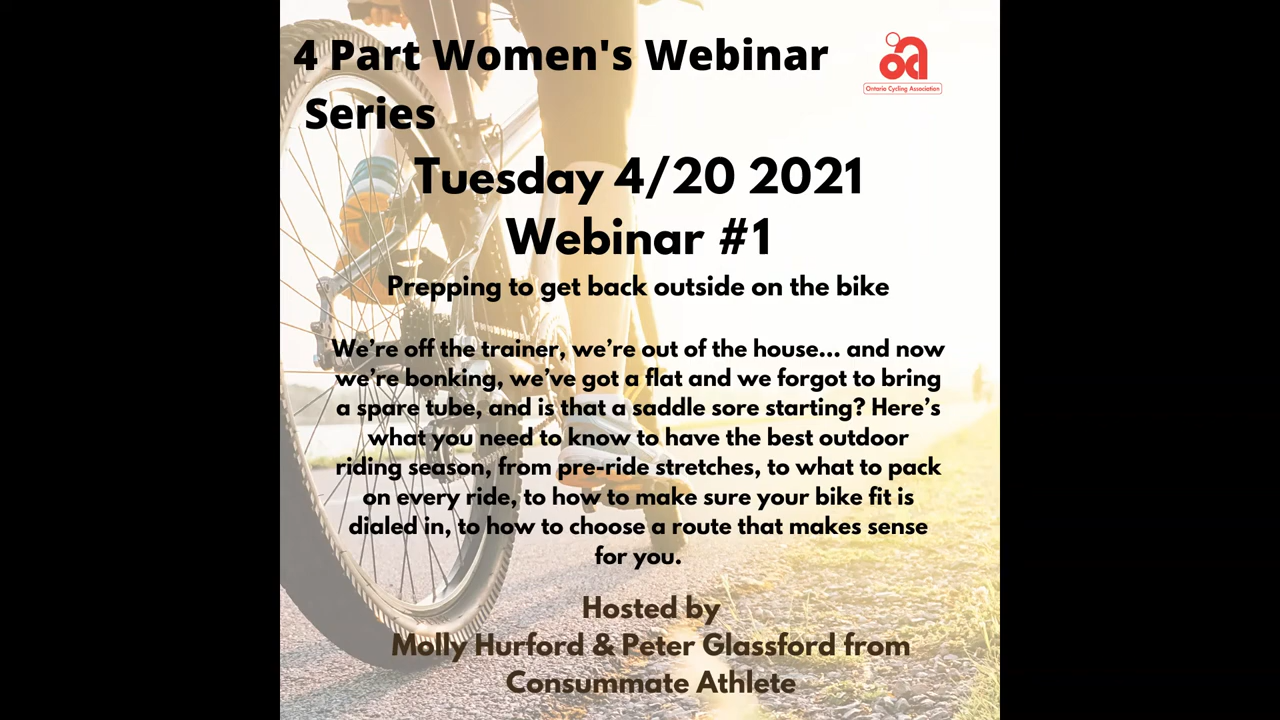 4 Part Women's Webinar
Series
Ontario Cycling Association
Tuesday 4/20 2021
Webinar #1
Prepping to get back outside on the bike
We're off the trainer, we're out of the house... and now
we're bonking, we've got a flat and we forgot to bring
a spare tube, and is that a saddle sore starting? Here's
what you need to know to have the best outdoor
riding season, from pre-ride stretches, to what to pack
on every ride, to how to make sure your bike fit is
dialed in, to how to choose a route that makes sense
for you.
Hosted by
Molly Hurford & Peter Glassford from
Consummate Athlete